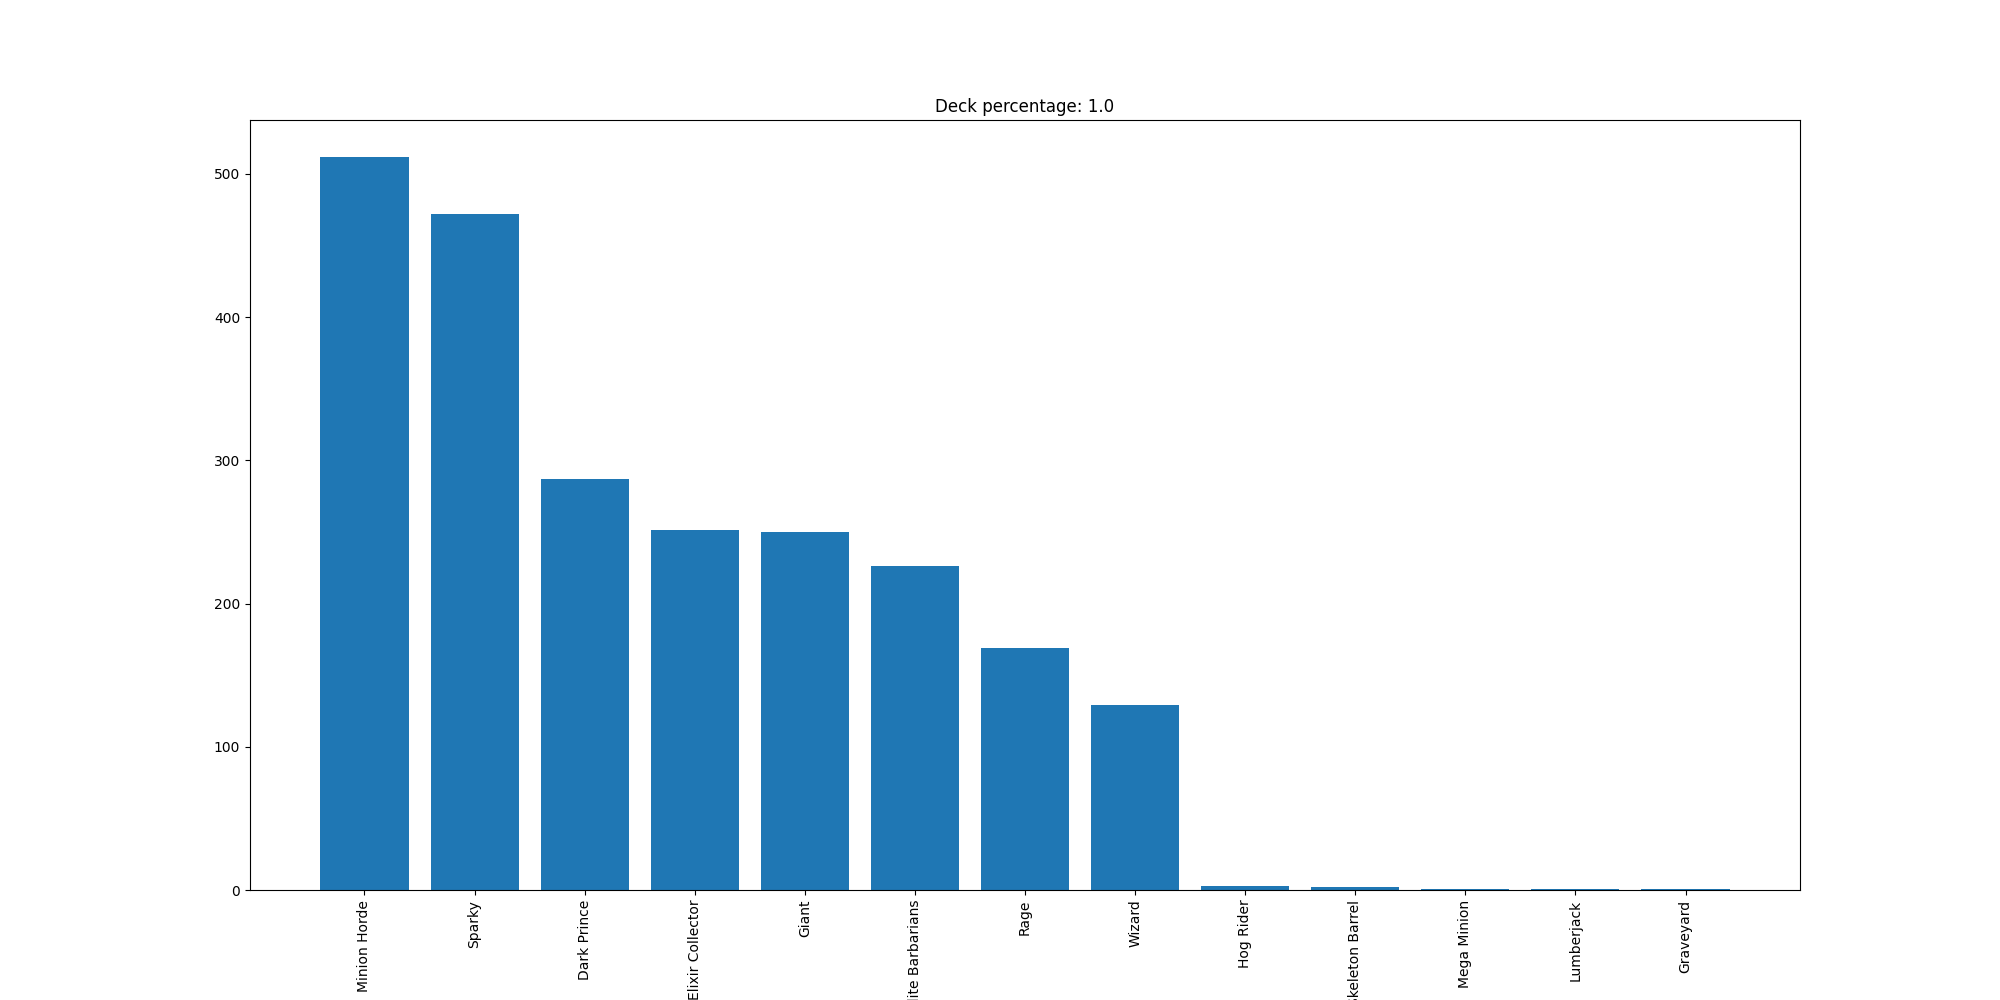 Deck percentage: 1.0
500
400
300
200
100
0
Minion Horde
Sparky
Dark Prince
Elixir Collector
Giant
lite Barbarians
Rage
Wizard
Hog Rider
keleton Barrel
Mega Minion
Lumberjack
Graveyard